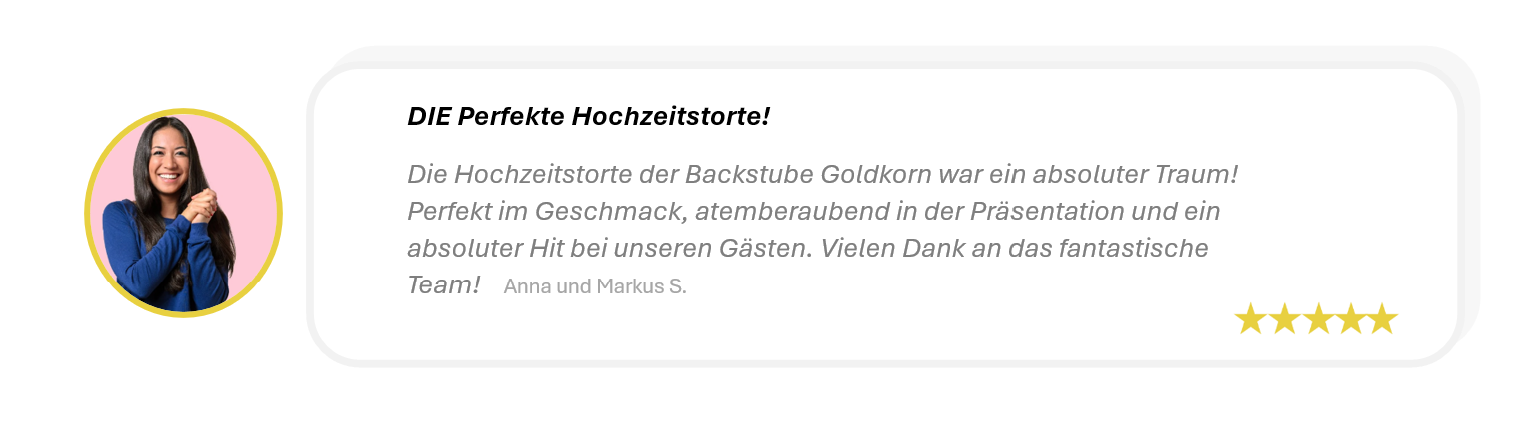 DIE Perfekte Hochzeitstorte!
Die Hochzeitstorte der Backstube Goldkorn war ein absoluter Traum!
Perfekt im Geschmack, atemberaubend in der Präsentation und ein
absoluter Hit bei unseren Gästen. Vielen Dank an das fantastische
Team! Anna und Markus S.